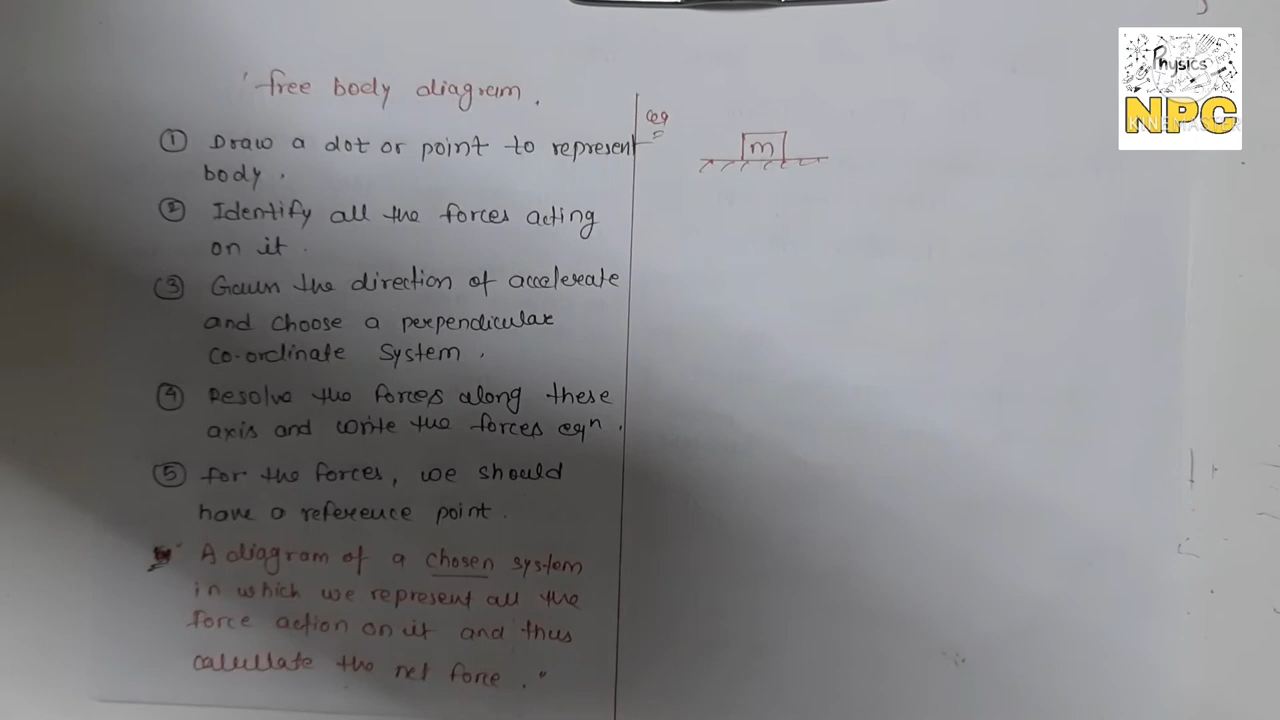 ' free body diagram .
① Draw a dot or point to represent
body .
② Identify all the forces acting
on it .
③ the direction of accelerate
and choose a perpendicular
co-ordinate system .
④ Resolve the forces along these
axis and write the forces eqn .
⑤ for the forces, we should
have a reference point .
" A diagram of a chosen system
in which we represent all the
force action on it and thus
calullate the net force . "
m
Physics
NPC
KINEMASTER